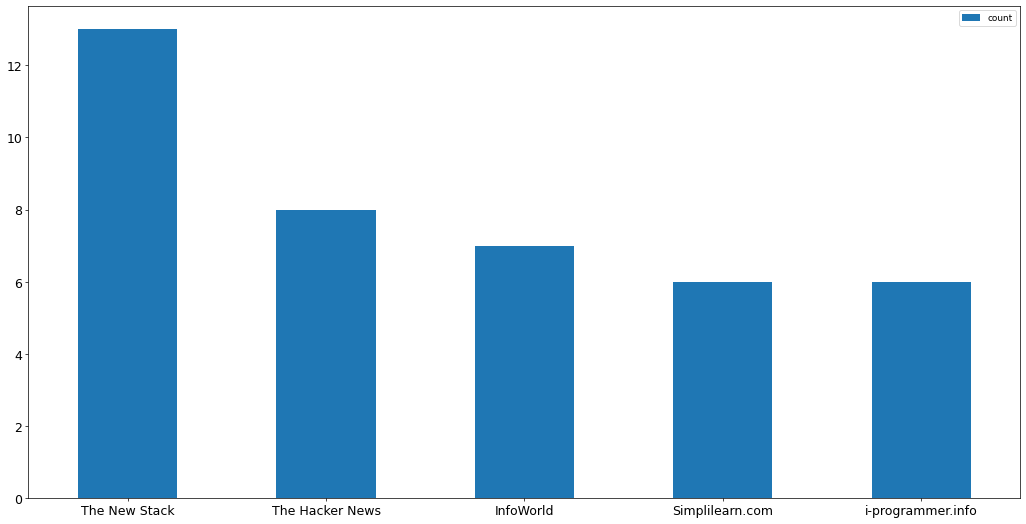 count
12
10
8
6
4
2
0
The New Stack
The Hacker News
InfoWorld
Simplilearn.com
i-programmer.info